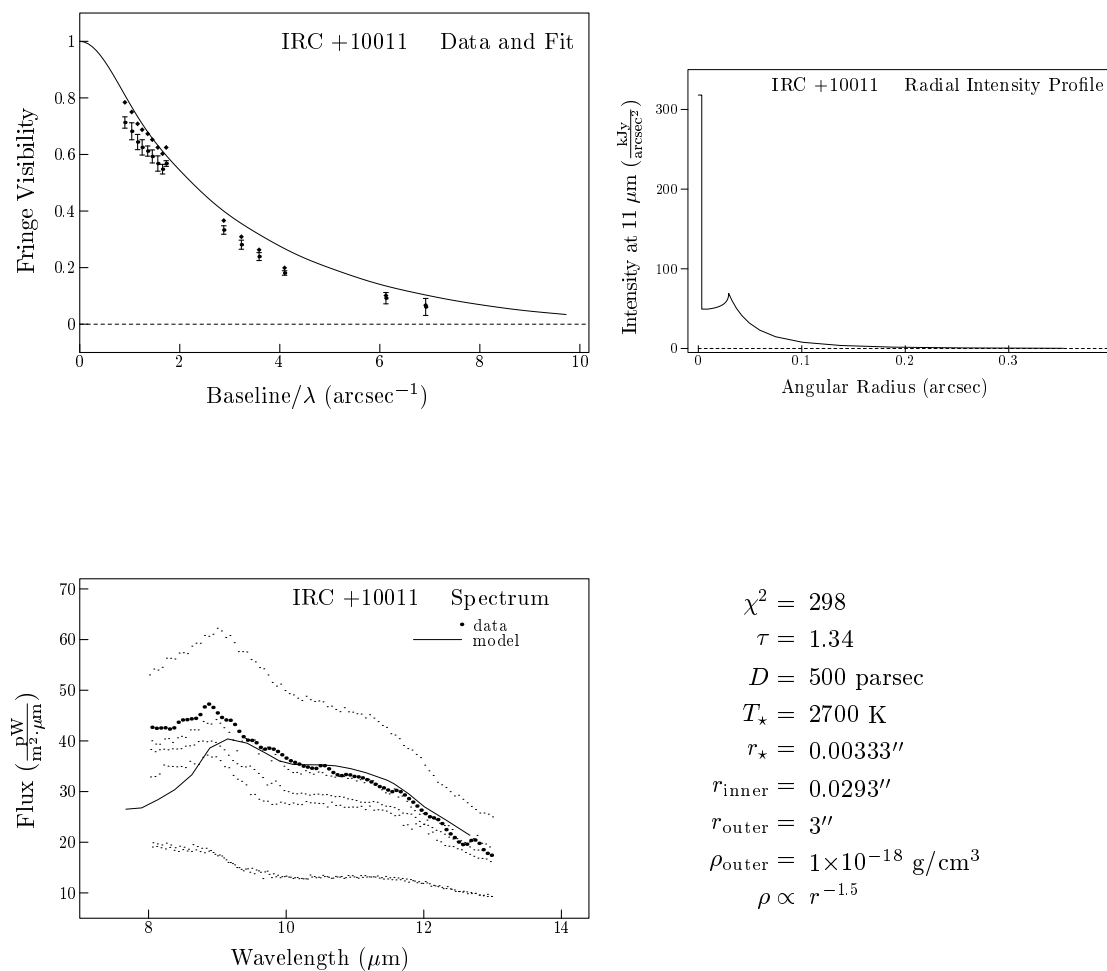 IRC +10011 Data and Fit
1
0.8
0.6
0.4
0.2
0
Fringe Visibility
0 2 4 6 8 10
Baseline/λ (arcsec⁻¹)
IRC +10011 Radial Intensity Profile
300
200
100
0
Intensity at 11 μm (kJy/arcsec²)
0 0.1 0.2 0.3
Angular Radius (arcsec)
IRC +10011 Spectrum
data
model
70
60
50
40
30
20
10
Flux (pW/m²·μm)
8 10 12 14
Wavelength (μm)
χ² = 298
τ = 1.34
D = 500 parsec
T⋆ = 2700 K
r⋆ = 0.00333″
r_inner = 0.0293″
r_outer = 3″
ρ_outer = 1×10⁻¹⁸ g/cm³
ρ ∝ r⁻¹·⁵